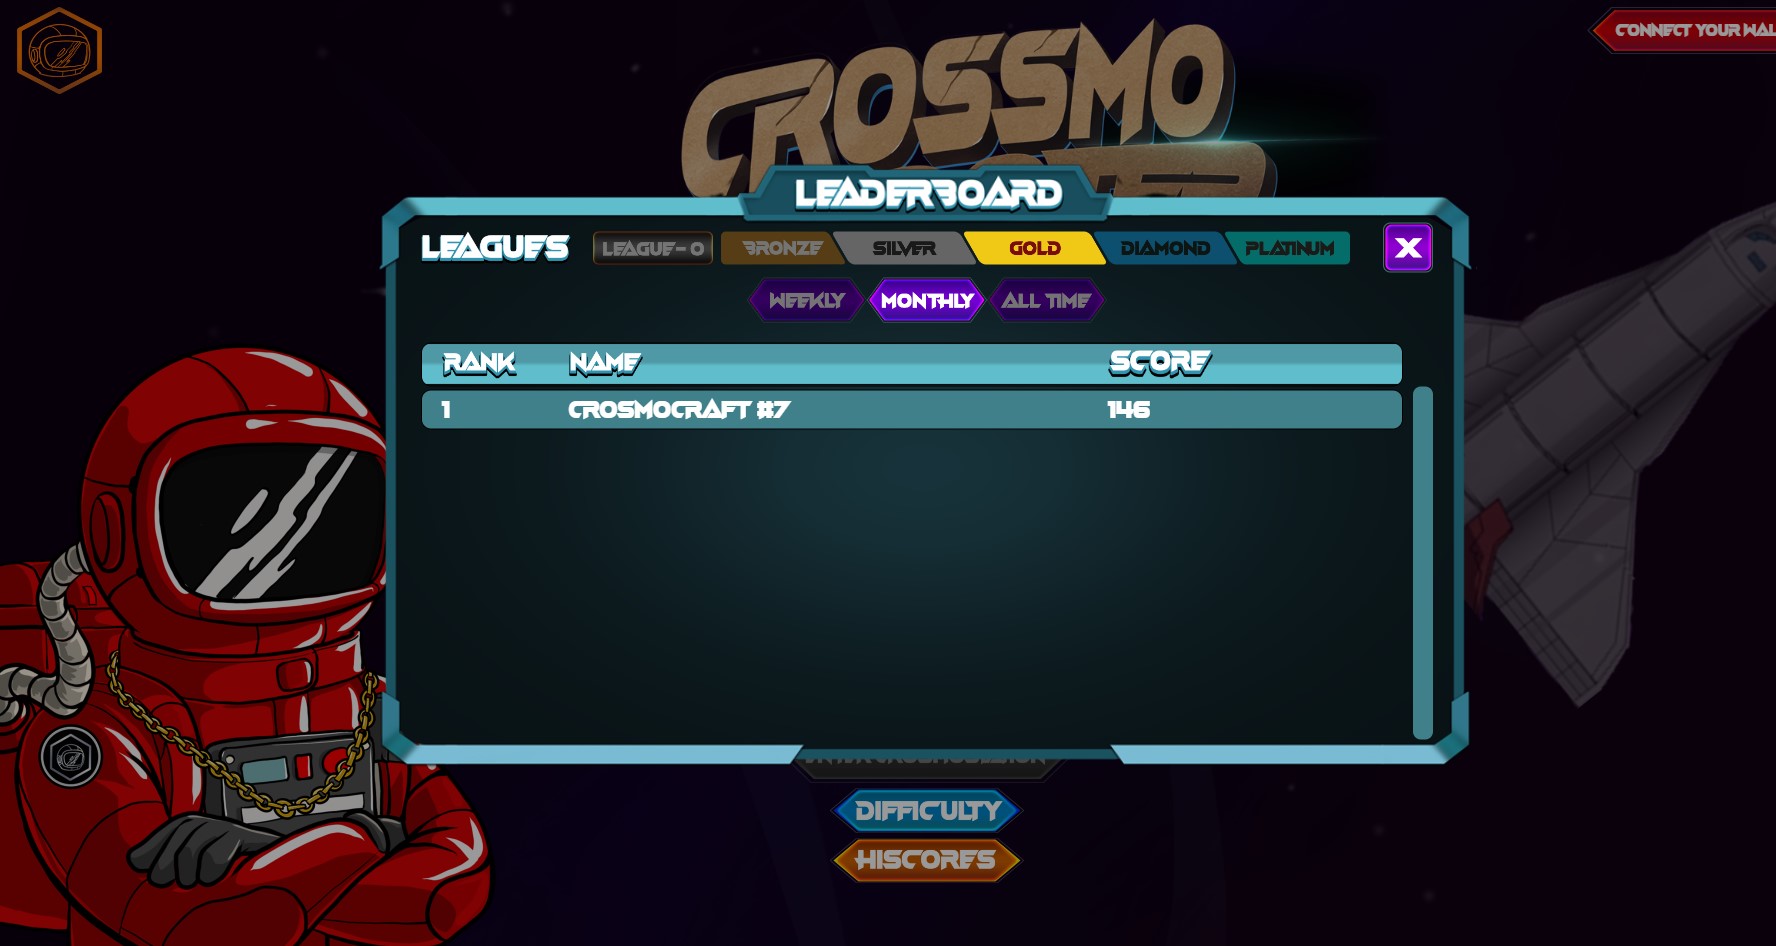 CONNECT YOUR WAL
CROSSMO
LEADERBOARD
LEAGUES
LEAGUE-0
BRONZE
SILVER
GOLD
DIAMOND
PLATINUM
X
WEEKLY
MONTHLY
ALL TIME
RANK NAME SCORE
1 CROSMOCRAFT #7 146
DIFFICULTY
HISCORES